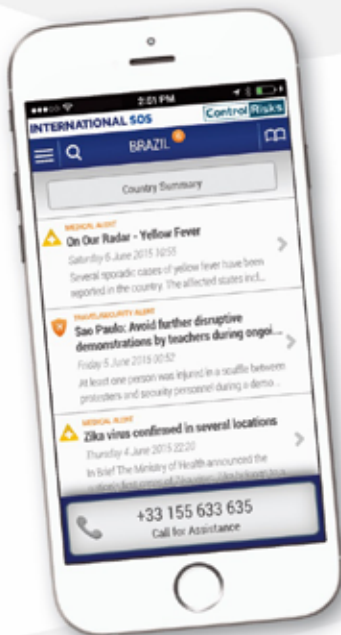 2:01 PM
INTERNATIONAL SOS
Control Risks
BRAZIL
Country Summary
MEDICAL ALERT
On Our Radar - Yellow Fever
Saturday 6 June 2015 10:55
Several sporadic cases of yellow fever have been
reported in the country. The affected states incl...
TRAVEL SECURITY ALERT
Sao Paulo: Avoid further disruptive
demonstrations by teachers during ongoi...
Friday 5 June 2015 00:52
At least one person was injured in a scuffle between
protesters and security personnel during a demo...
MEDICAL ALERT
Zika virus confirmed in several locations
Thursday 4 June 2015 22:20
In Brief The Ministry of Health announced the
+33 155 633 635
Call for Assistance